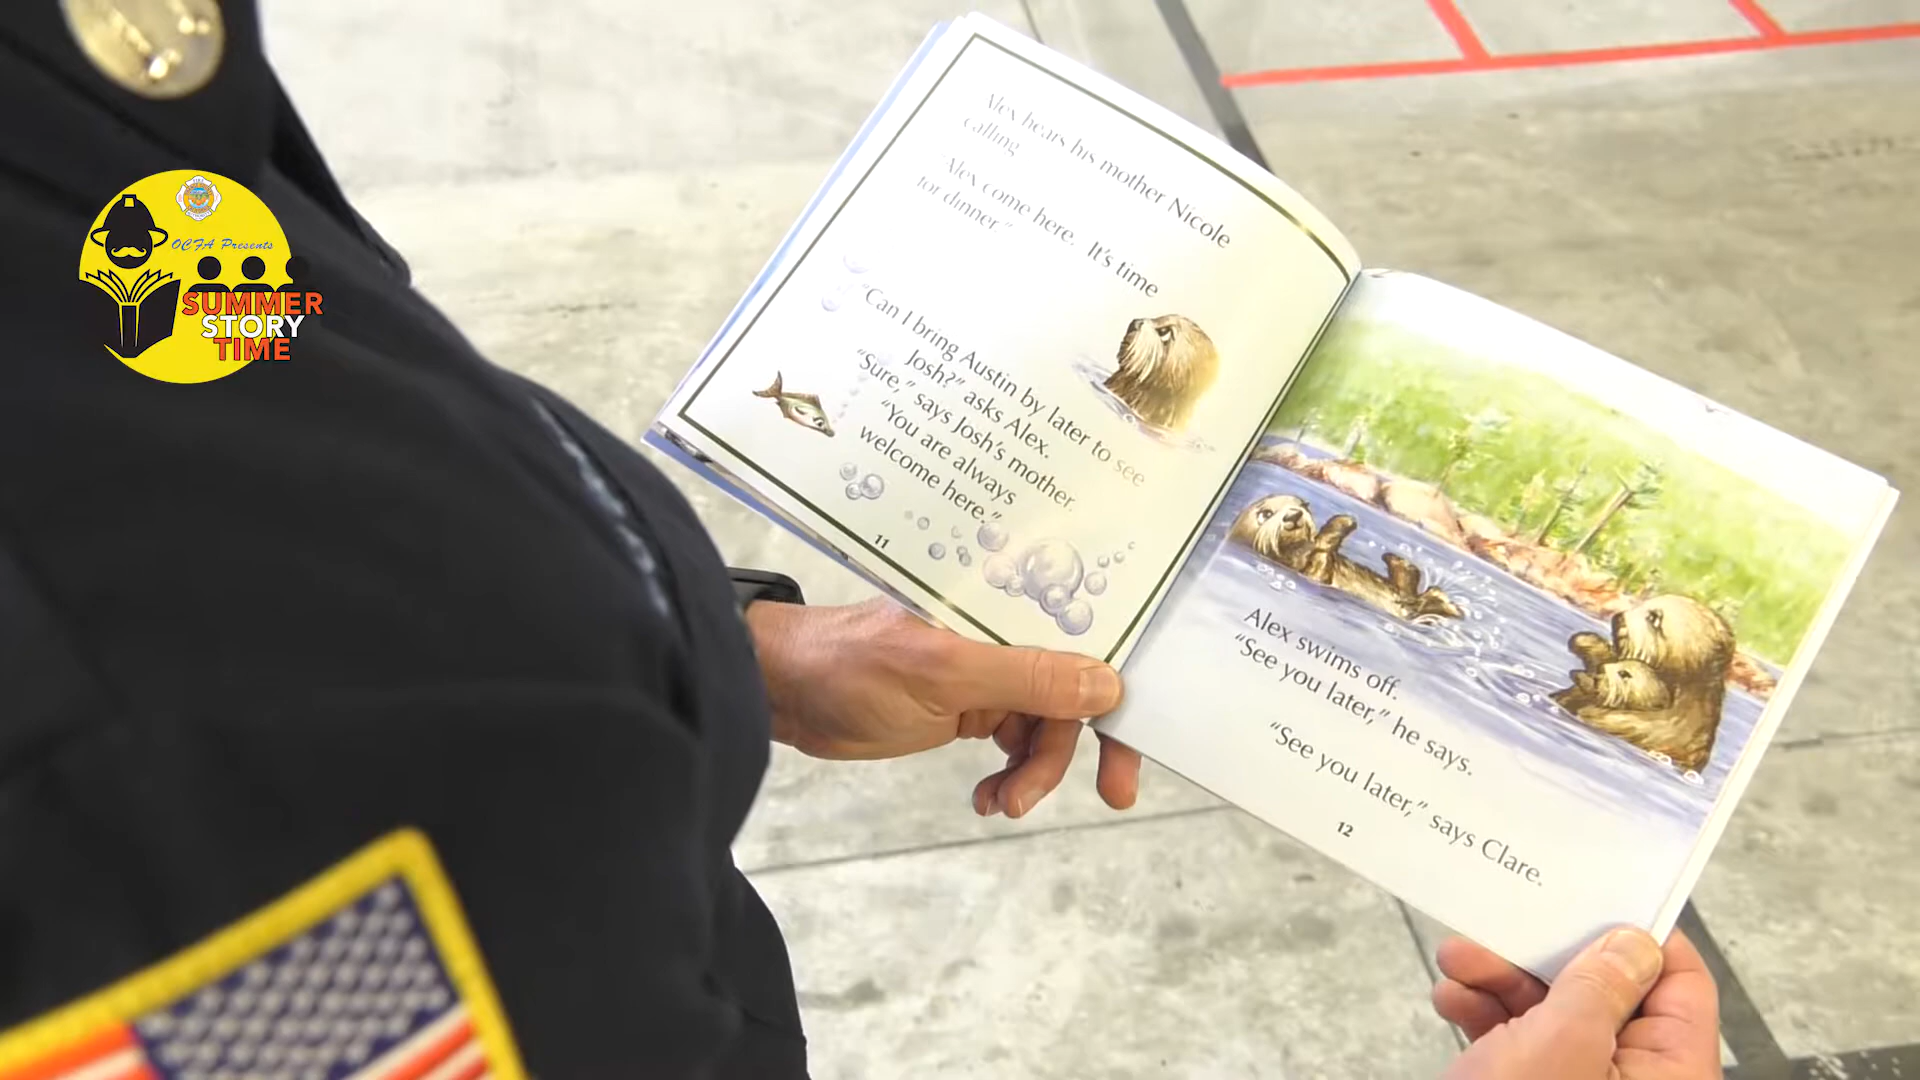 OCFA Presents
SUMMER
STORY
TIME
Alex hears his mother Nicole
calling
"Alex come here. It's time
for dinner."
"Can I bring Austin by later to see
Josh?" asks Alex.
"Sure," says Josh's mother.
"You are always
welcome here."
11
Alex swims off.
"See you later," he says.
"See you later," says Clare.
12